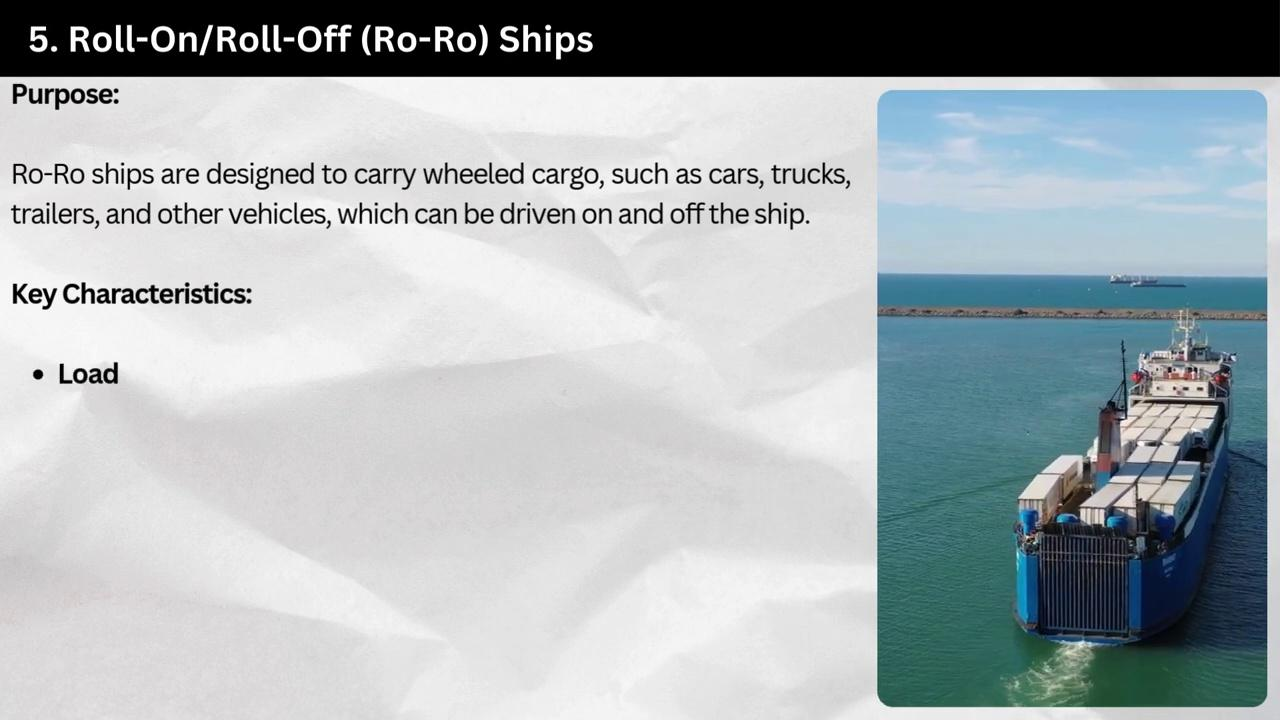 5. Roll-On/Roll-Off (Ro-Ro) Ships
Purpose:
Ro-Ro ships are designed to carry wheeled cargo, such as cars, trucks,
trailers, and other vehicles, which can be driven on and off the ship.
Key Characteristics:
• Load